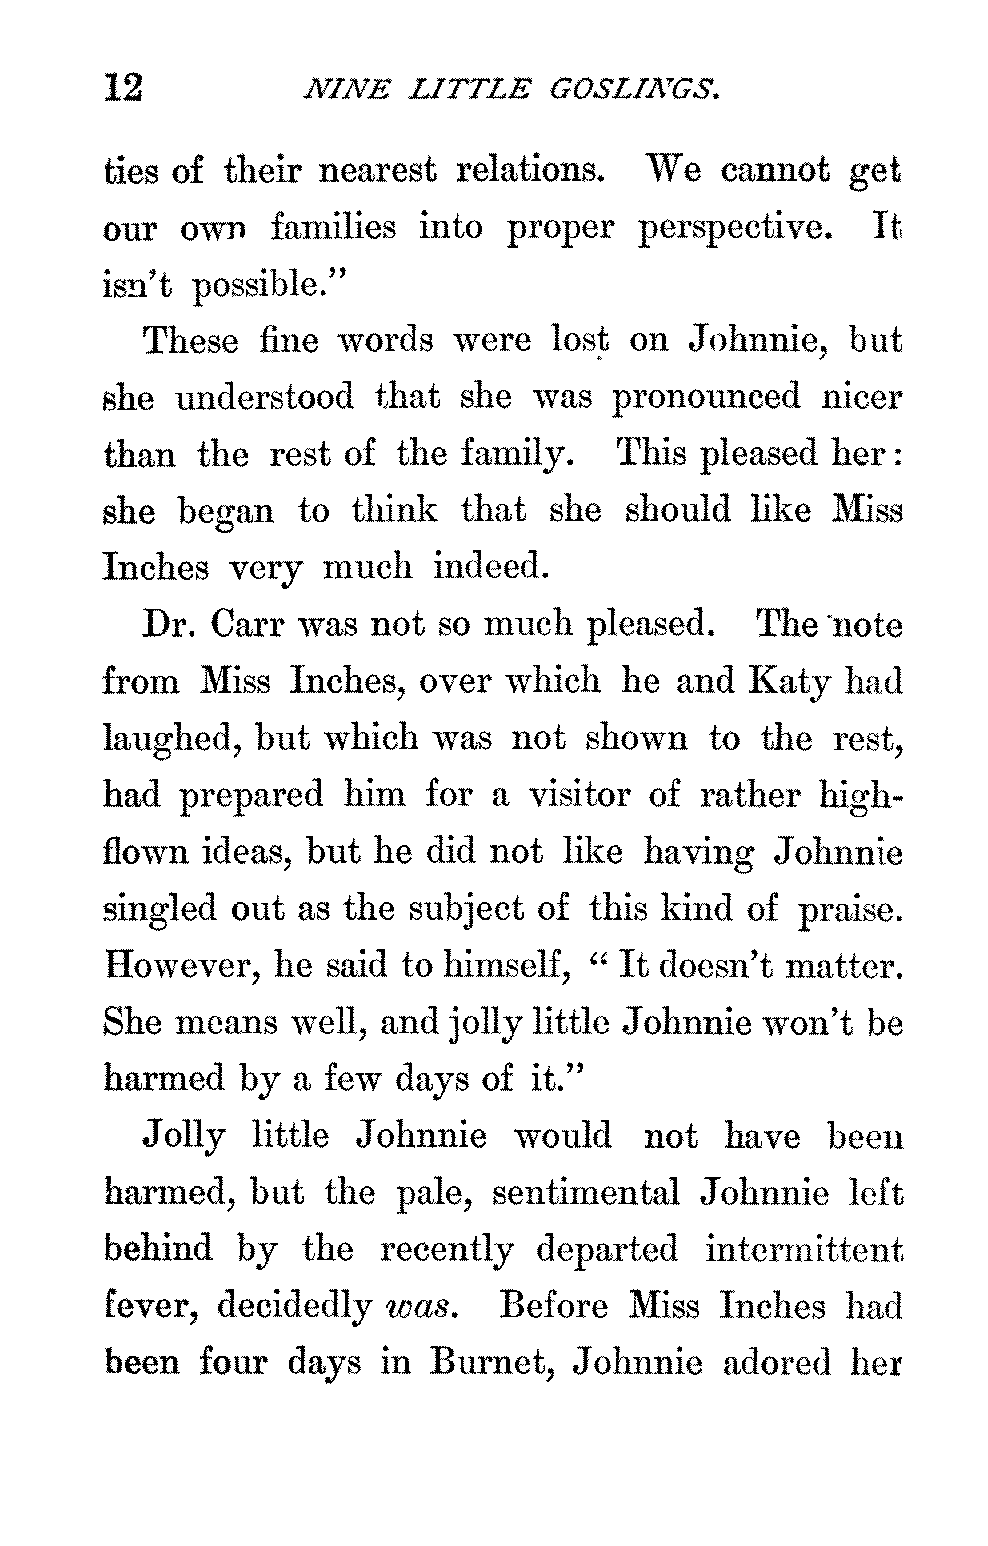 12 NINE LITTLE GOSLINGS.
ties of their nearest relations. We cannot get
our own families into proper perspective. It
isn't possible.”
These fine words were lost on Johnnie, but
she understood that she was pronounced nicer
than the rest of the family. This pleased her:
she began to think that she should like Miss
Inches very much indeed.
Dr. Carr was not so much pleased. The note
from Miss Inches, over which he and Katy had
laughed, but which was not shown to the rest,
had prepared him for a visitor of rather high-
flown ideas, but he did not like having Johnnie
singled out as the subject of this kind of praise.
However, he said to himself, “ It doesn't matter.
She means well, and jolly little Johnnie won't be
harmed by a few days of it.”
Jolly little Johnnie would not have been
harmed, but the pale, sentimental Johnnie left
behind by the recently departed intermittent
fever, decidedly was. Before Miss Inches had
been four days in Burnet, Johnnie adored her